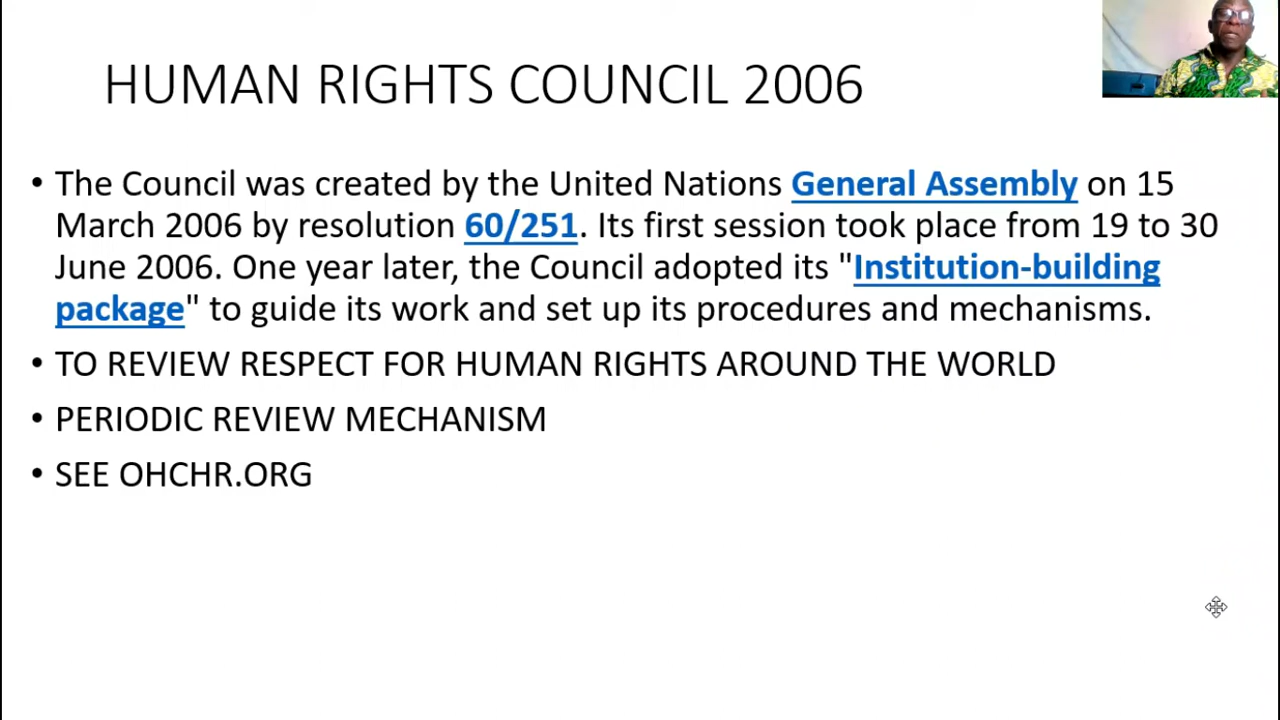 HUMAN RIGHTS COUNCIL 2006
• The Council was created by the United Nations General Assembly on 15
March 2006 by resolution 60/251. Its first session took place from 19 to 30
June 2006. One year later, the Council adopted its "Institution-building
package" to guide its work and set up its procedures and mechanisms.
• TO REVIEW RESPECT FOR HUMAN RIGHTS AROUND THE WORLD
• PERIODIC REVIEW MECHANISM
• SEE OHCHR.ORG